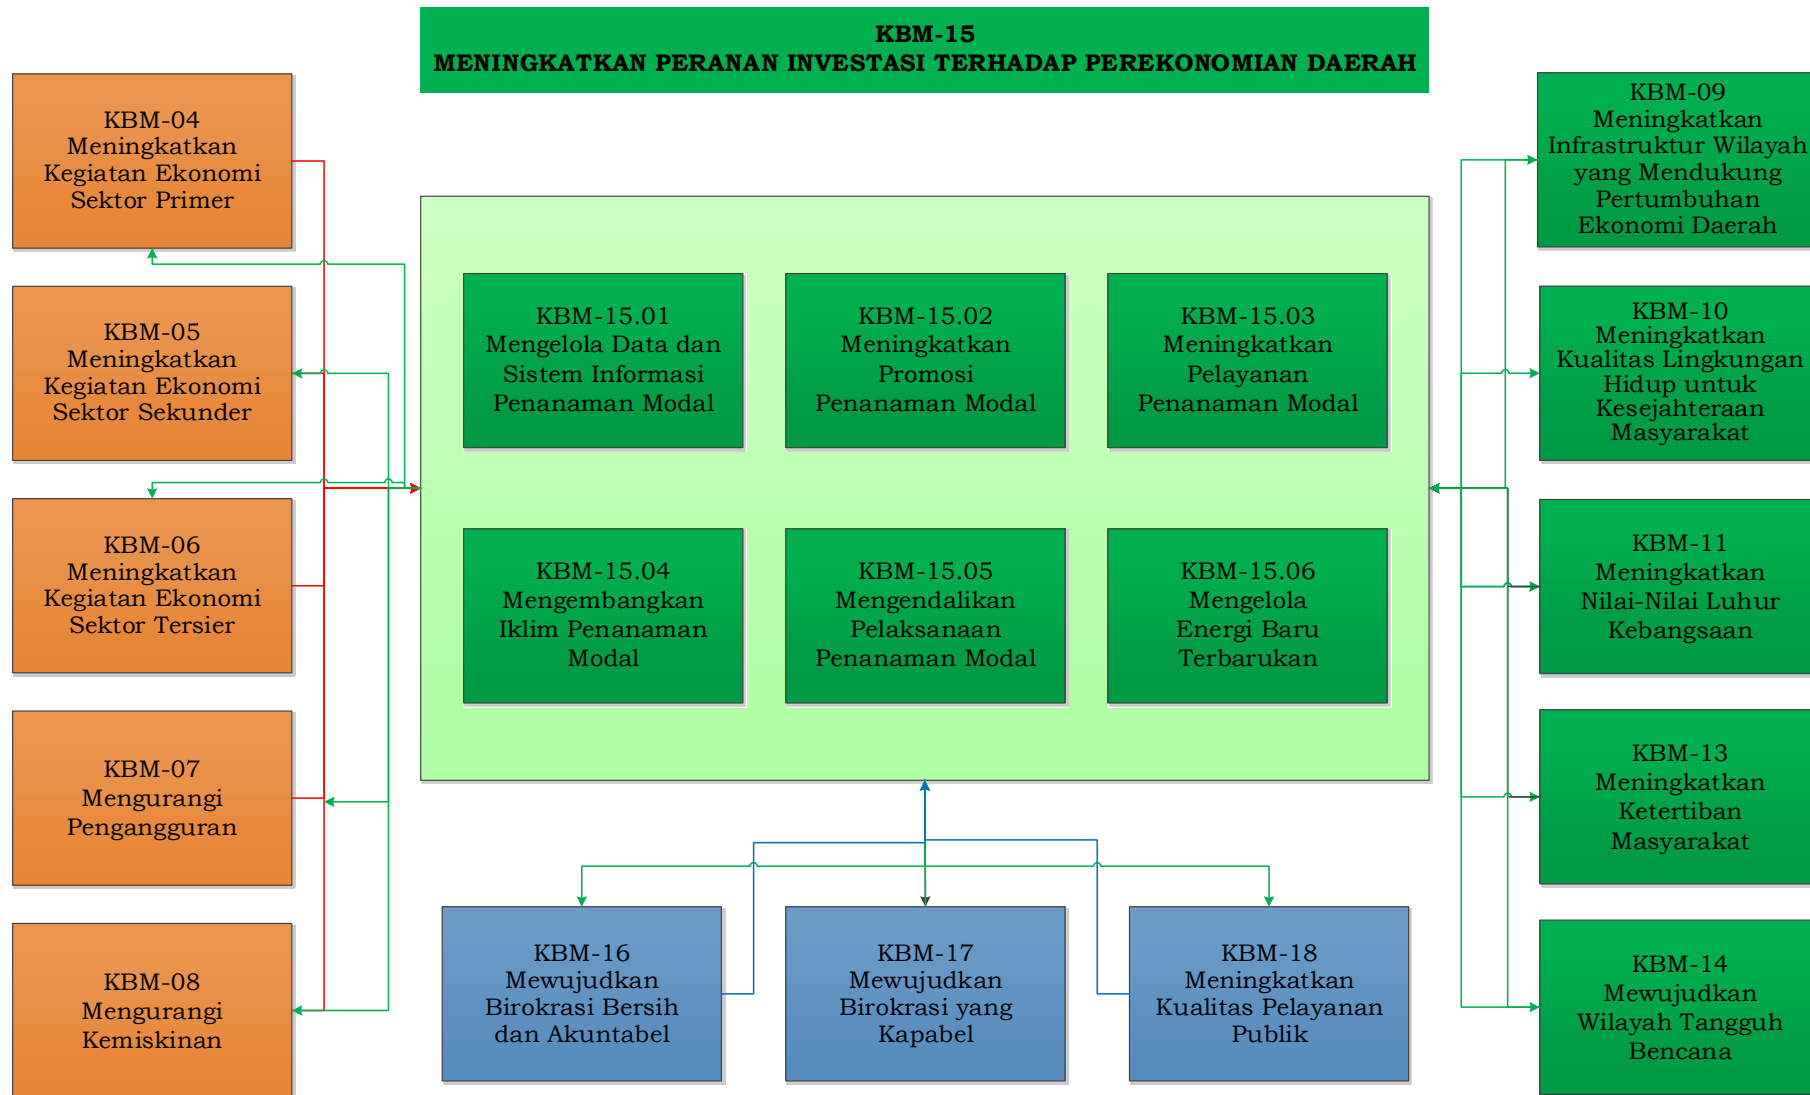 KBM-15
MENINGKATKAN PERANAN INVESTASI TERHADAP PEREKONOMIAN DAERAH
KBM-04
Meningkatkan
Kegiatan Ekonomi
Sektor Primer
KBM-05
Meningkatkan
Kegiatan Ekonomi
Sektor Sekunder
KBM-06
Meningkatkan
Kegiatan Ekonomi
Sektor Tersier
KBM-07
Mengurangi
Pengangguran
KBM-08
Mengurangi
Kemiskinan
KBM-15.01
Mengelola Data dan
Sistem Informasi
Penanaman Modal
KBM-15.02
Meningkatkan
Promosi
Penanaman Modal
KBM-15.03
Meningkatkan
Pelayanan
Penanaman Modal
KBM-15.04
Mengembangkan
Iklim Penanaman
Modal
KBM-15.05
Mengendalikan
Pelaksanaan
Penanaman Modal
KBM-15.06
Mengelola
Energi Baru
Terbarukan
KBM-16
Mewujudkan
Birokrasi Bersih
dan Akuntabel
KBM-17
Mewujudkan
Birokrasi yang
Kapabel
KBM-18
Meningkatkan
Kualitas Pelayanan
Publik
KBM-09
Meningkatkan
Infrastruktur Wilayah
yang Mendukung
Pertumbuhan
Ekonomi Daerah
KBM-10
Meningkatkan
Kualitas Lingkungan
Hidup untuk
Kesejahteraan
Masyarakat
KBM-11
Meningkatkan
Nilai-Nilai Luhur
Kebangsaan
KBM-13
Meningkatkan
Ketertiban
Masyarakat
KBM-14
Mewujudkan
Wilayah Tangguh
Bencana